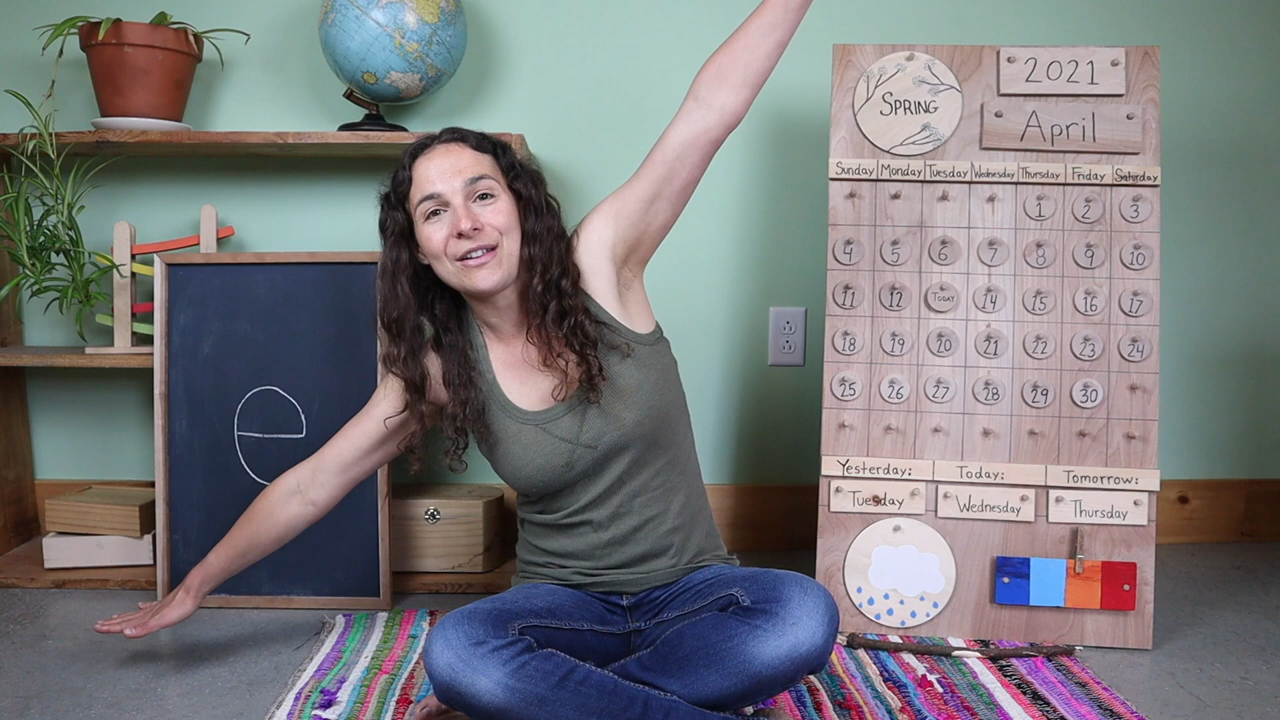 e
SPRING
2021
April
Sunday Monday Tuesday Wednesday Thursday Friday Saturday
1 2 3
4 5 6 7 8 9 10
11 12 TODAY 14 15 16 17
18 19 20 21 22 23 24
25 26 27 28 29 30
Yesterday: Today: Tomorrow:
Tuesday Wednesday Thursday